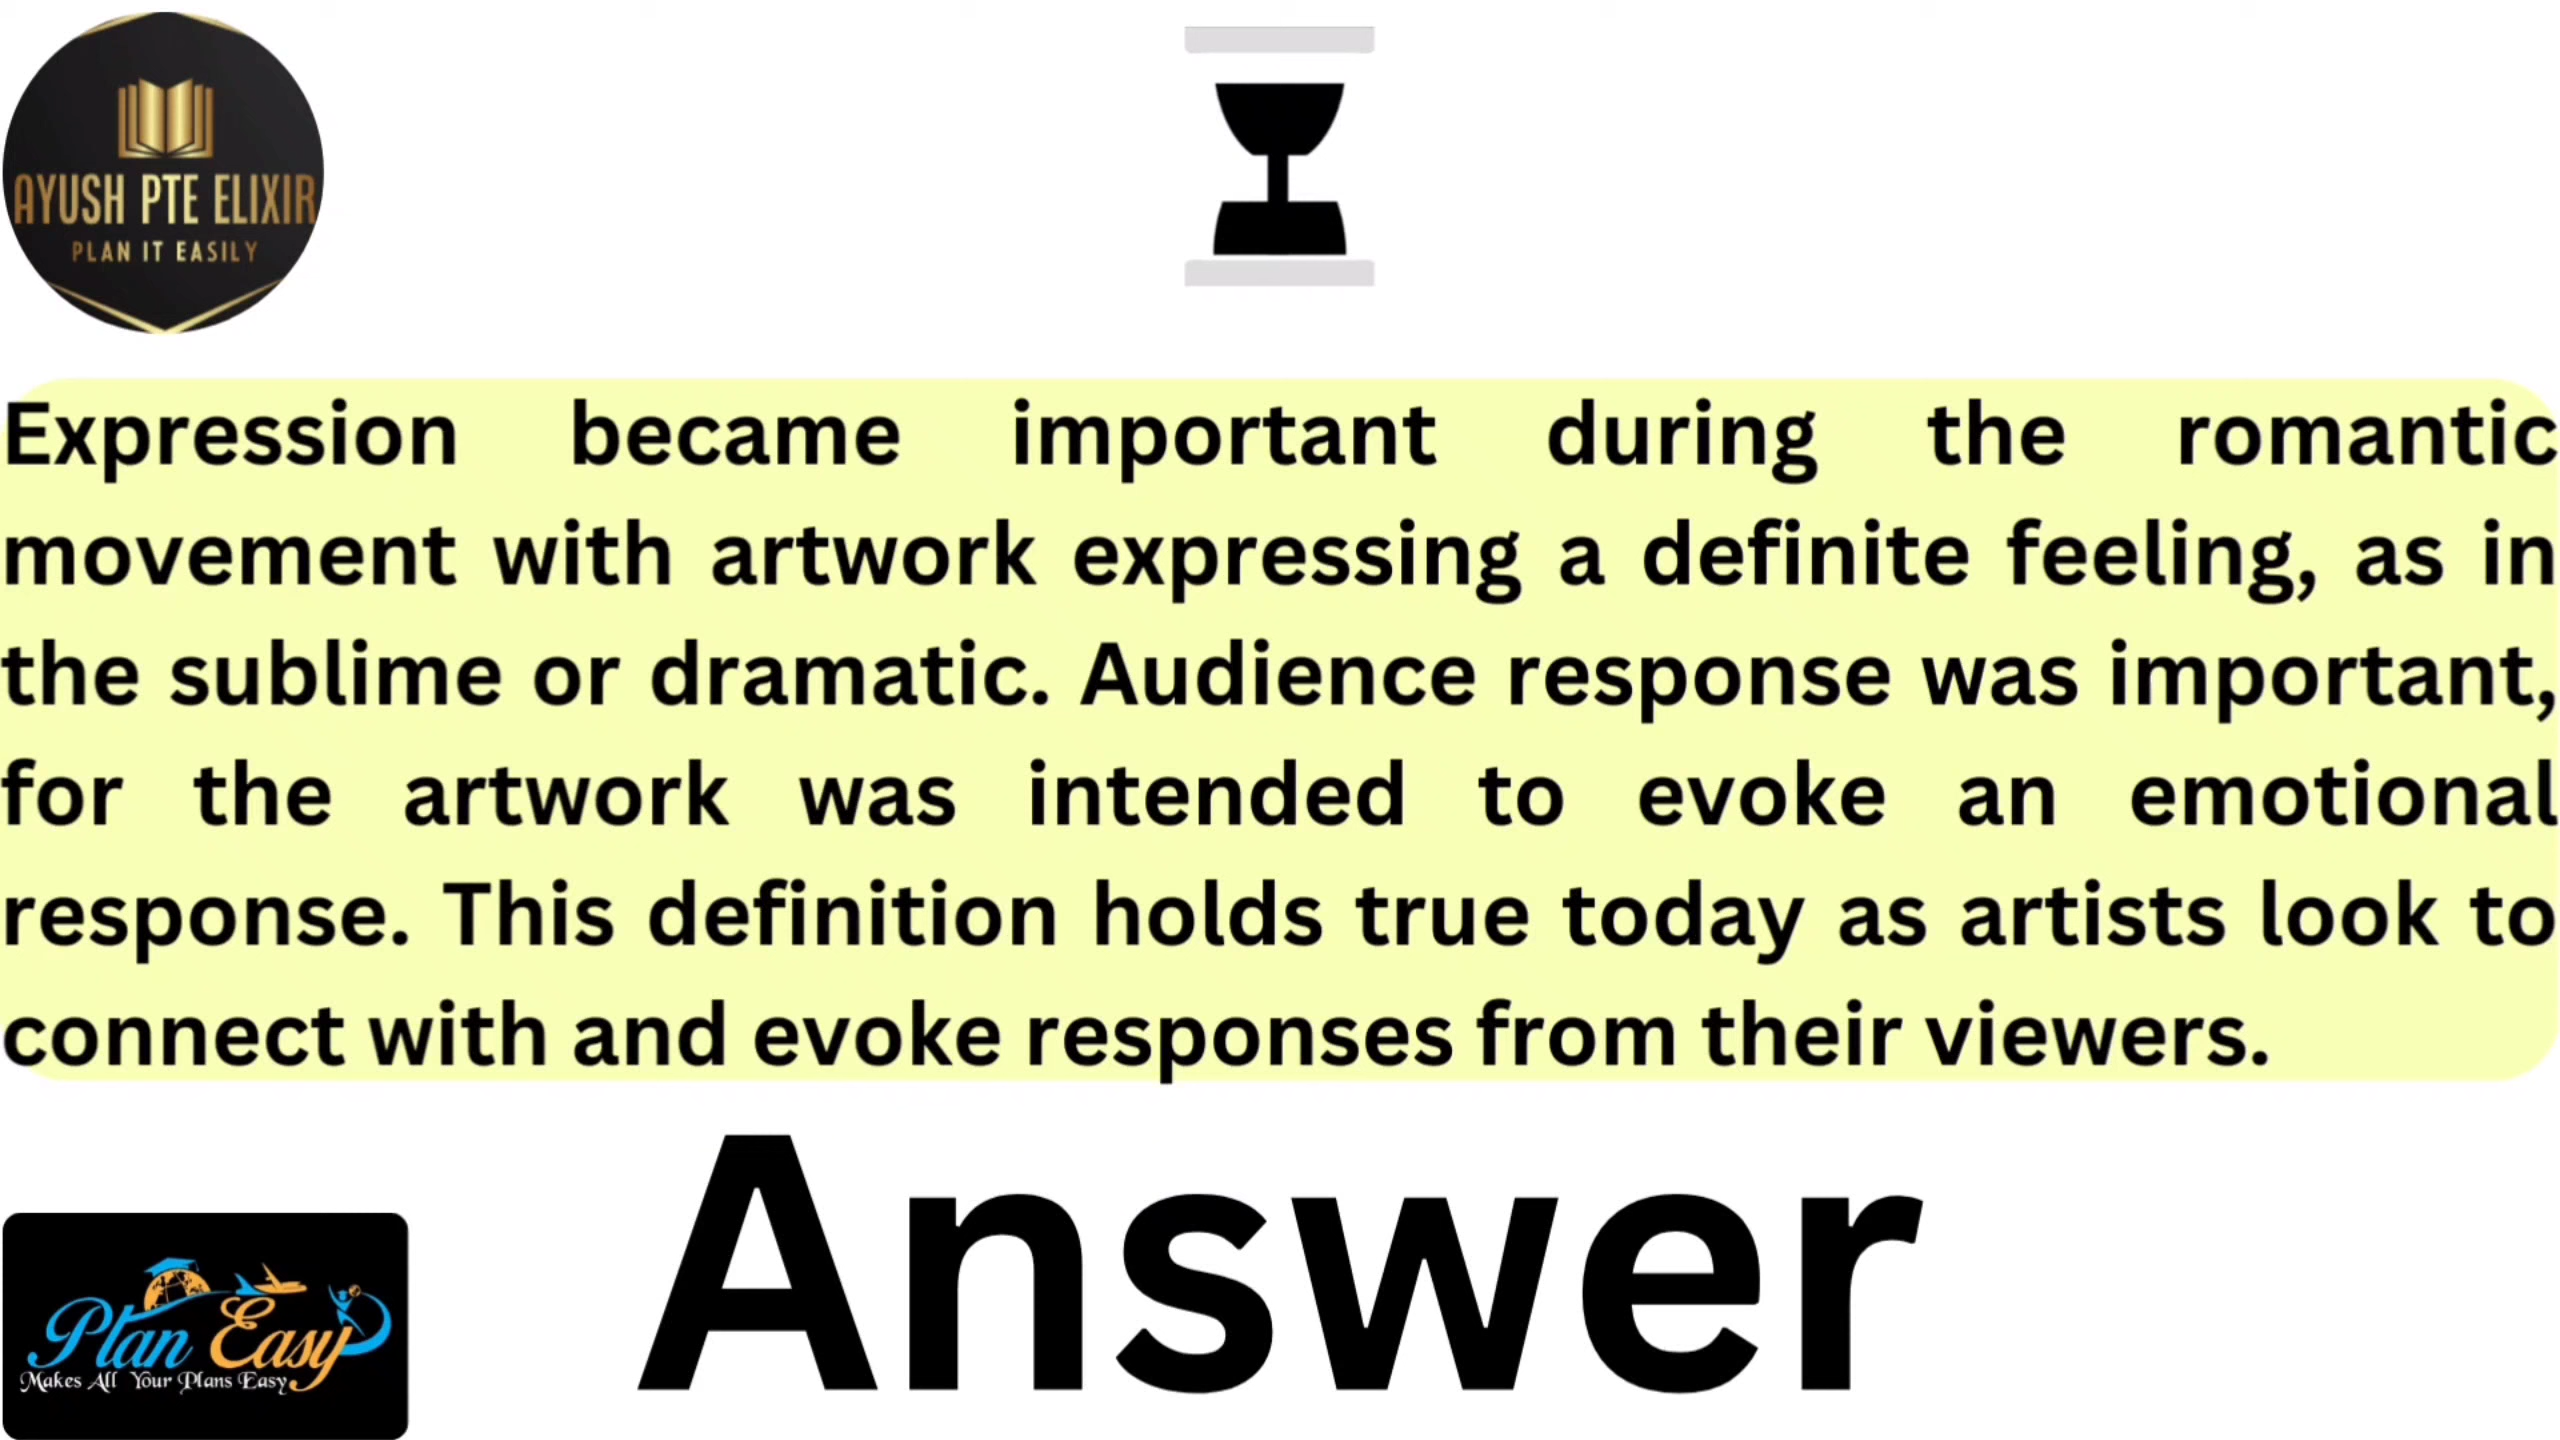 AYUSH PTE ELIXIR
PLAN IT EASILY
Expression became important during the romantic
movement with artwork expressing a definite feeling, as in
the sublime or dramatic. Audience response was important,
for the artwork was intended to evoke an emotional
response. This definition holds true today as artists look to
connect with and evoke responses from their viewers.
Answer
Plan Easy
Makes All Your Plans Easy